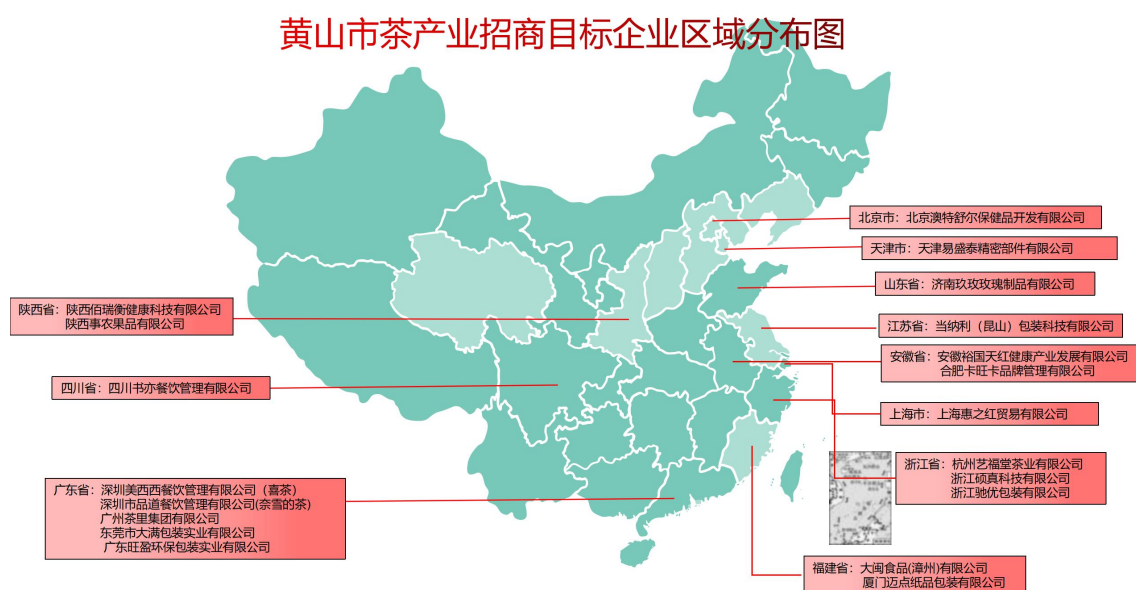 黄山市茶产业招商目标企业区域分布图
北京市：北京澳特舒尔保健品开发有限公司
天津市：天津易盛泰精密部件有限公司
山东省：济南玖玫玫瑰制品有限公司
陕西省：陕西佰瑞衡健康科技有限公司
陕西事农果品有限公司
江苏省：当纳利（昆山）包装科技有限公司
安徽省：安徽裕国天红健康产业发展有限公司
合肥卡旺卡品牌管理有限公司
四川省：四川书亦餐饮管理有限公司
上海市：上海惠之红贸易有限公司
浙江省：杭州艺福堂茶业有限公司
浙江硕真科技有限公司
浙江驰优包装有限公司
广东省：深圳美西西餐饮管理有限公司（喜茶）
深圳市品道餐饮管理有限公司(奈雪的茶）
广州茶里集团有限公司
东莞市大满包装实业有限公司
广东旺盈环保包装实业有限公司
福建省：大闽食品(漳州)有限公司
厦门迈点纸品包装有限公司